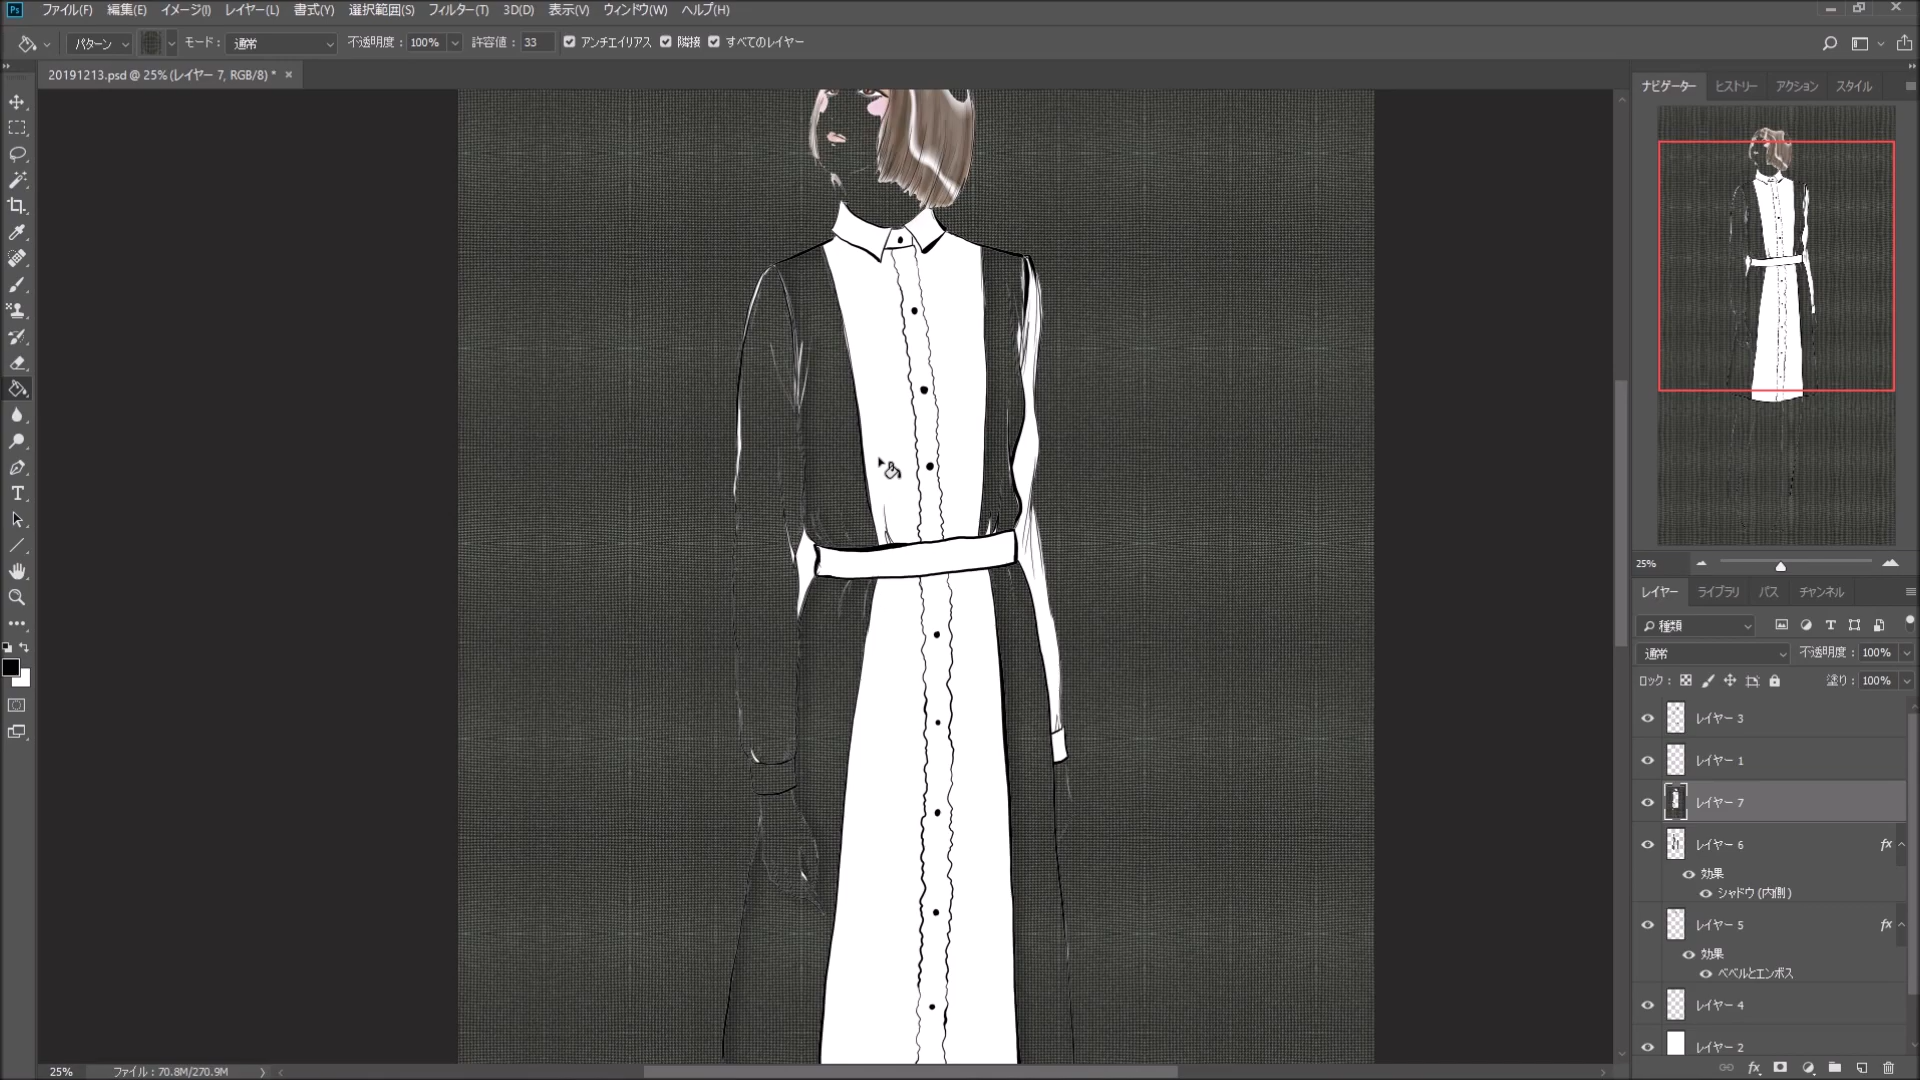 Ps ファイル(F) 編集(E) イメージ(I) レイヤー(L) 書式(Y) 選択範囲(S) フィルター(T) 3D(D) 表示(V) ウィンドウ(W) ヘルプ(H)
パターン モード： 通常 不透明度： 100% 許容値： 33 アンチエイリアス 隣接 すべてのレイヤー
20191213.psd @ 25% (レイヤー 7, RGB/8) *
ナビゲーター ヒストリー アクション スタイル
25%
レイヤー ライブラリ パス チャンネル
種類
通常 不透明度： 100%
ロック： 塗り： 100%
レイヤー 3
レイヤー 1
レイヤー 7
レイヤー 6 fx
効果
シャドウ (内側)
レイヤー 5 fx
効果
ベベルとエンボス
レイヤー 4
レイヤー 2
25% ファイル : 70.8M/270.9M
fx